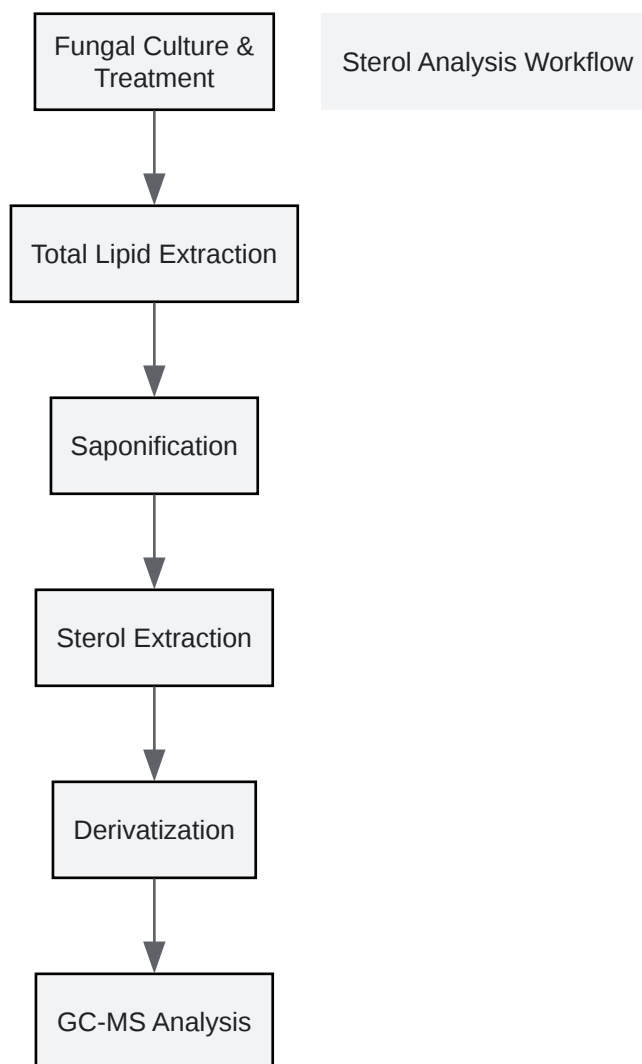 Fungal Culture &
Treatment
Sterol Analysis Workflow
Total Lipid Extraction
Saponification
Sterol Extraction
Derivatization
GC-MS Analysis